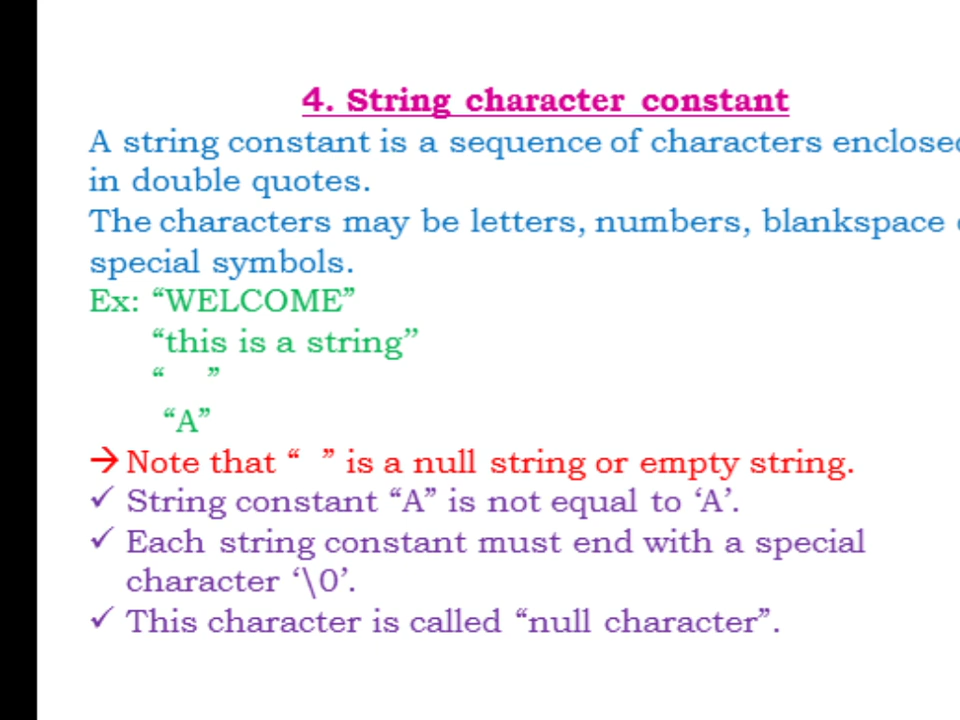 4. String character constant
A string constant is a sequence of characters enclosed
in double quotes.
The characters may be letters, numbers, blankspace
special symbols.
Ex: “WELCOME”
“this is a string”
“ ”
“A”
→ Note that “ ” is a null string or empty string.
✓ String constant “A” is not equal to ‘A’.
✓ Each string constant must end with a special
character ‘\0’.
✓ This character is called “null character”.